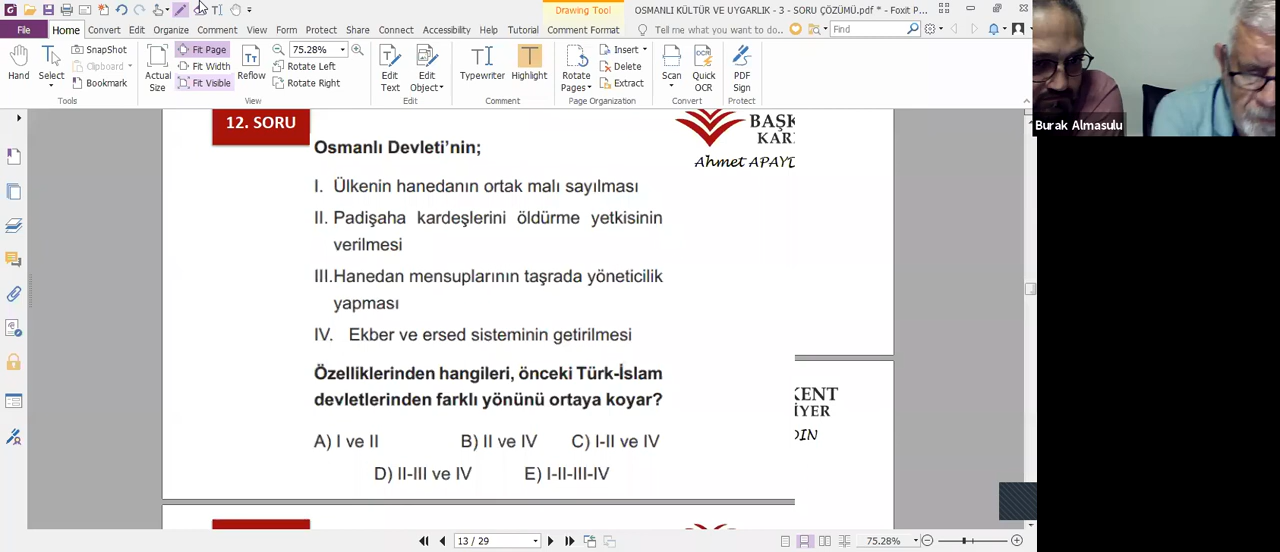 Drawing Tool
OSMANLI KÜLTÜR VE UYGARLIK - 3 - SORU ÇÖZÜMÜ.pdf * - Foxit P...
File Home Convert Edit Organize Comment View Form Protect Share Connect Accessibility Help Tutorial Comment Format Tell me what you want to do... Find
Hand
Select
SnapShot
Clipboard
Bookmark
Tools
Actual Size
Fit Page
Fit Width
Fit Visible
Reflow
75.28%
Rotate Left
Rotate Right
View
Edit Text
Edit Object
Edit
Typewriter
Highlight
Comment
Rotate Pages
Insert
Delete
Extract
Page Organization
Scan
Quick OCR
Convert
PDF Sign
Protect
Burak Almasulu
12. SORU
BAŞK
KARİ
Ahmet APAYD
Osmanlı Devleti’nin;
I. Ülkenin hanedanın ortak malı sayılması
II. Padişaha kardeşlerini öldürme yetkisinin
verilmesi
III.Hanedan mensuplarının taşrada yöneticilik
yapması
IV. Ekber ve ersed sisteminin getirilmesi
Özelliklerinden hangileri, önceki Türk-İslam
devletlerinden farklı yönünü ortaya koyar?
A) I ve II B) II ve IV C) I-II ve IV
D) II-III ve IV E) I-II-III-IV
KENT
İYER
DIN
13 / 29
75.28%